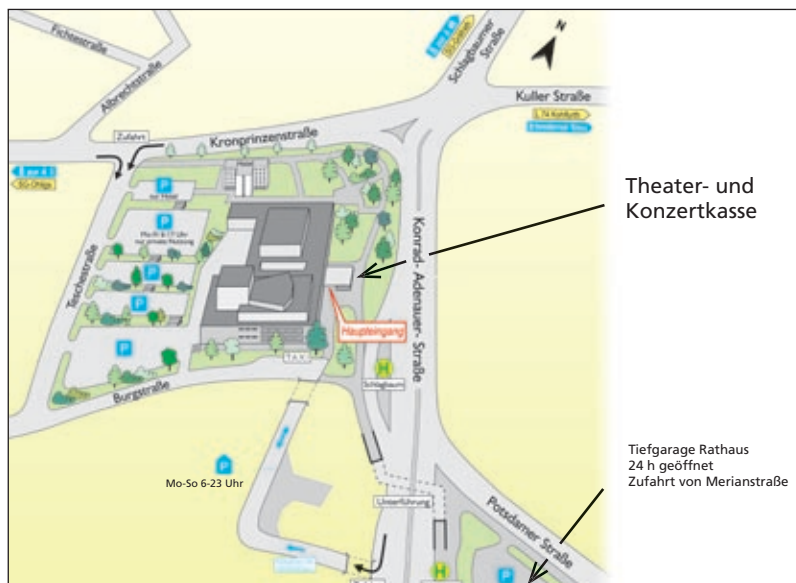 Fichtestraße
Albrechtstraße
Schlagbaumer
Straße
N
Kuller Straße
Zufahrt
Kronprinzenstraße
Theater- und
Konzertkasse
P
P
P
P
Teschestraße
Konrad-Adenauer-Straße
Haupteingang
TAXI
H
Schlagbaum
Burgstraße
P
Mo-So 6-23 Uhr
Tiefgarage Rathaus
24 h geöffnet
Zufahrt von Merianstraße
Unterführung
Potsdamer Straße
H
P